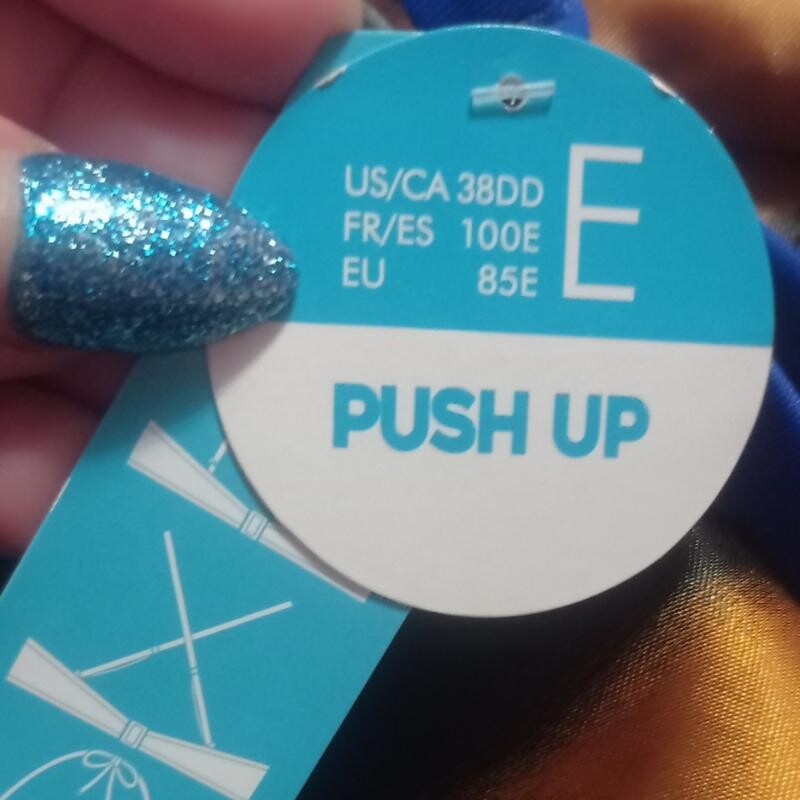 US/CA 38DD
FR/ES 100E
EU 85E
E
PUSH UP